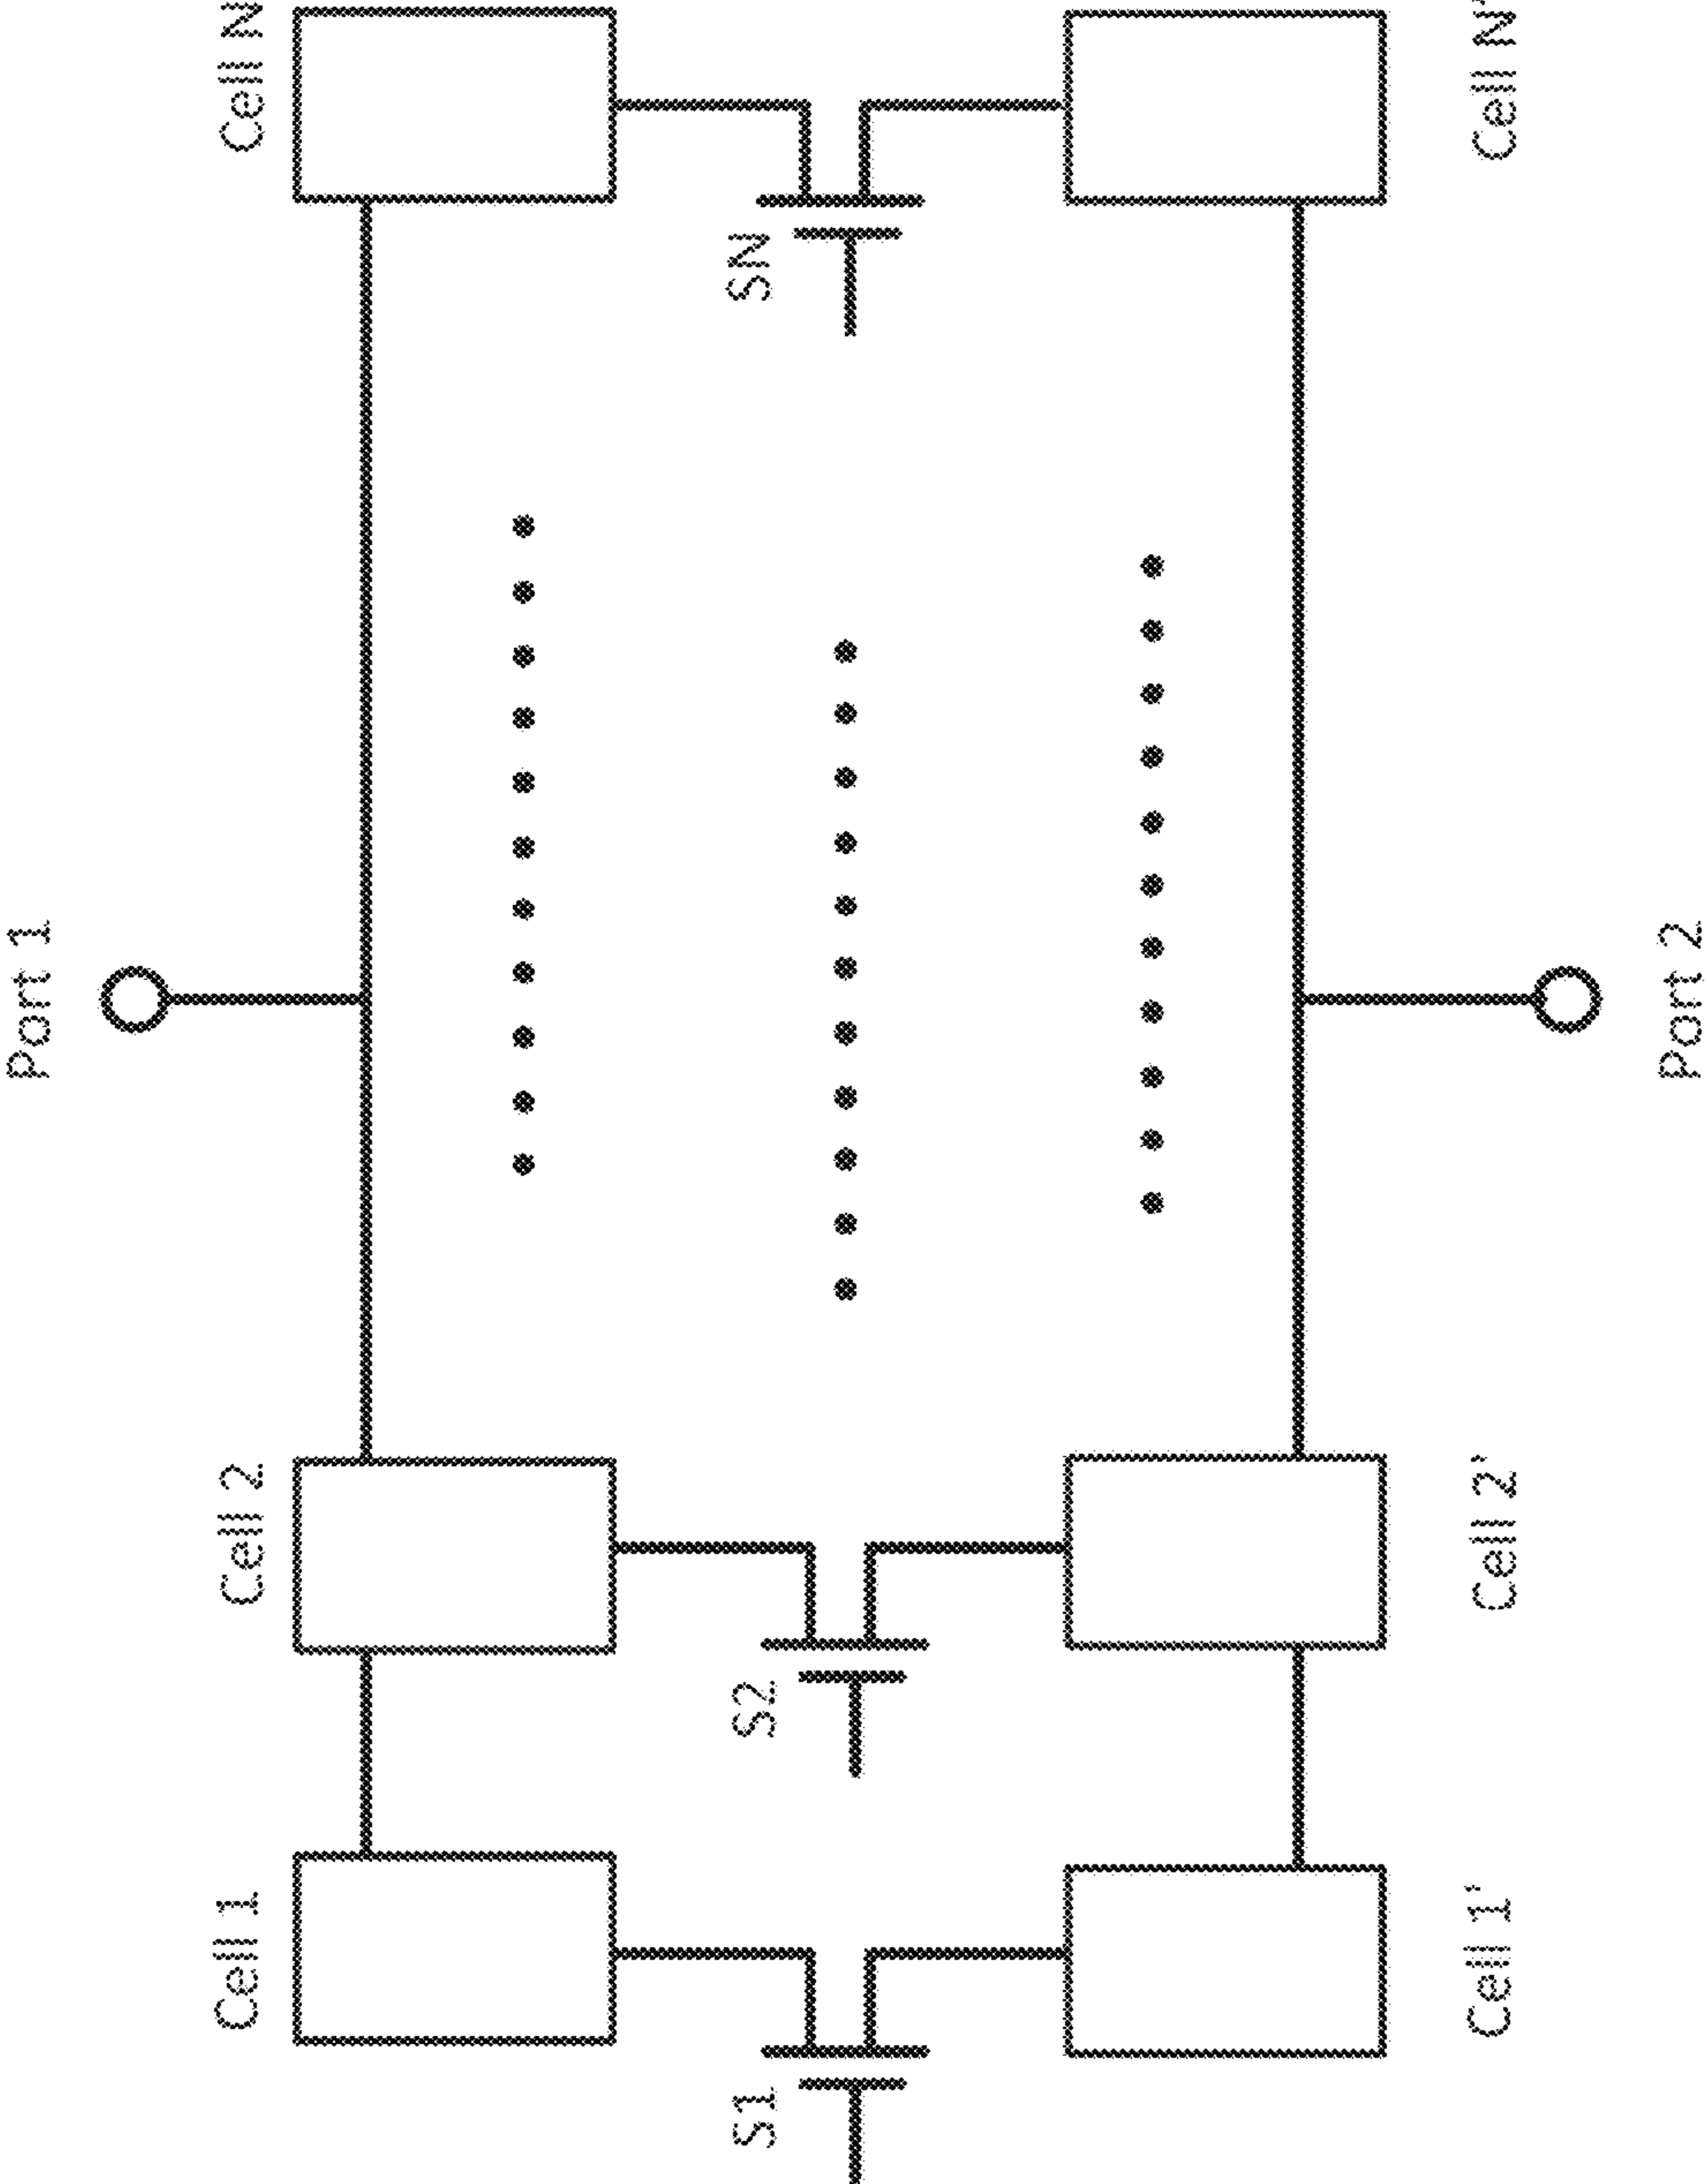 Port 1
Cell 1
Cell 2
Cell N
S1
S2
SN
Cell 1'
Cell 2'
Cell N'
Port 2